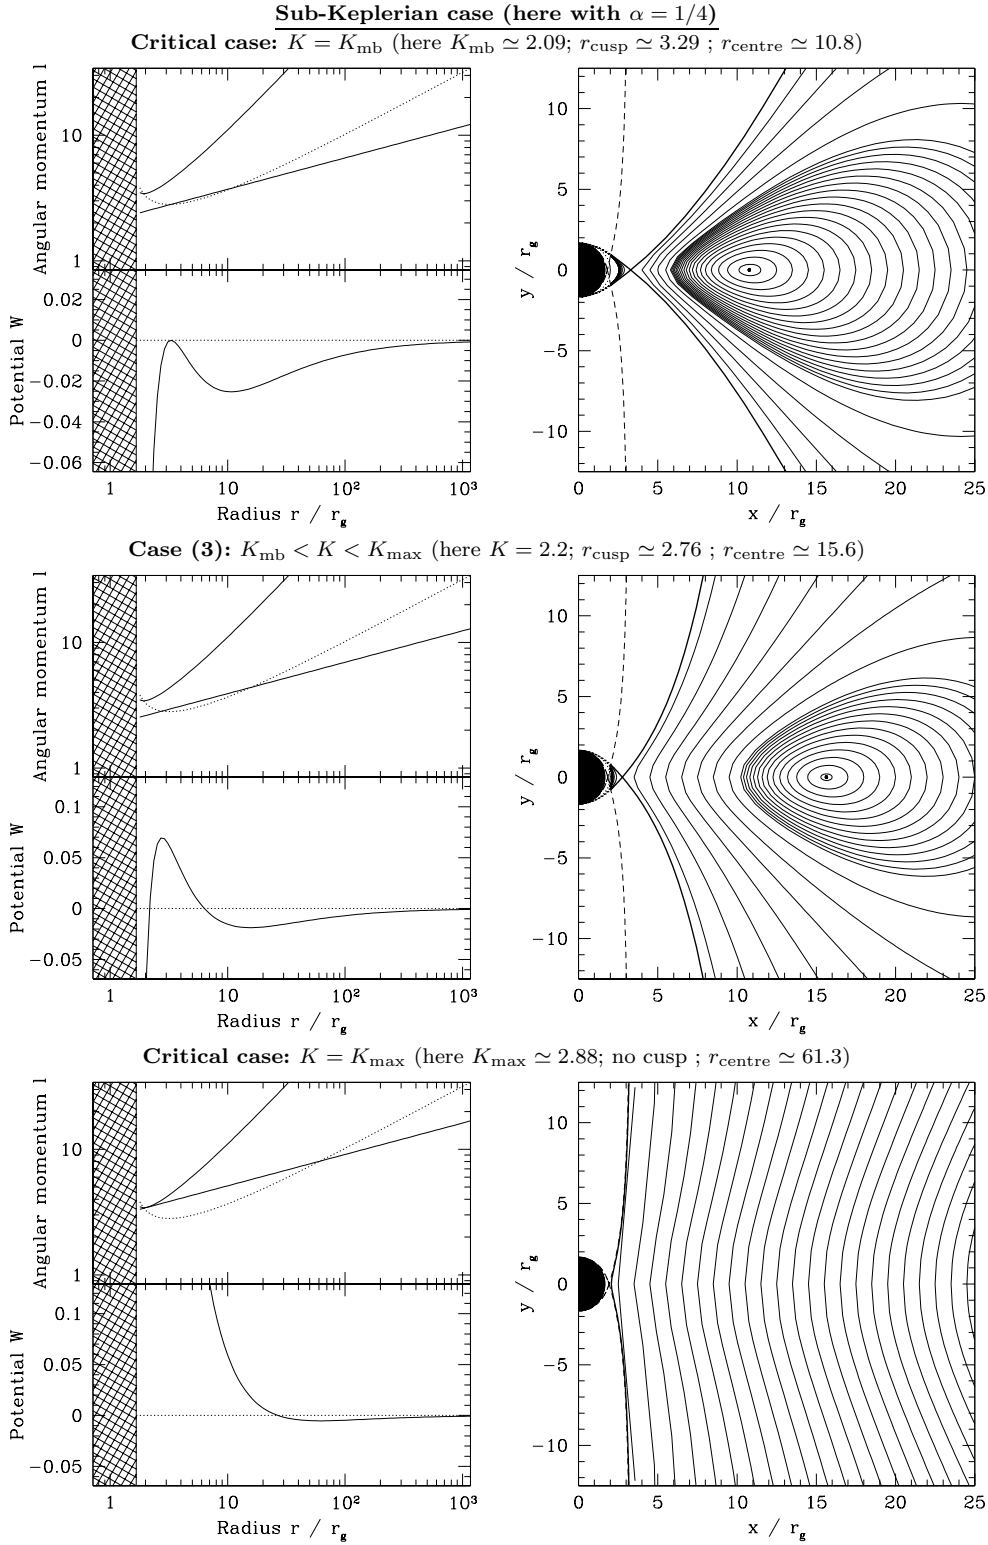 Sub-Keplerian case (here with α = 1/4)
Critical case: K = K_mb (here K_mb ≃ 2.09; r_cusp ≃ 3.29 ; r_centre ≃ 10.8)
Angular momentum l
10
1
Potential W
0.02
0
−0.02
−0.04
−0.06
1 10 10² 10³
Radius r / r_g
y / r_g
10
5
0
−5
−10
0 5 10 15 20 25
x / r_g
Case (3): K_mb < K < K_max (here K = 2.2; r_cusp ≃ 2.76 ; r_centre ≃ 15.6)
Angular momentum l
10
1
Potential W
0.1
0.05
0
−0.05
1 10 10² 10³
Radius r / r_g
y / r_g
10
5
0
−5
−10
0 5 10 15 20 25
x / r_g
Critical case: K = K_max (here K_max ≃ 2.88; no cusp ; r_centre ≃ 61.3)
Angular momentum l
10
1
Potential W
0.1
0.05
0
−0.05
1 10 10² 10³
Radius r / r_g
y / r_g
10
5
0
−5
−10
0 5 10 15 20 25
x / r_g